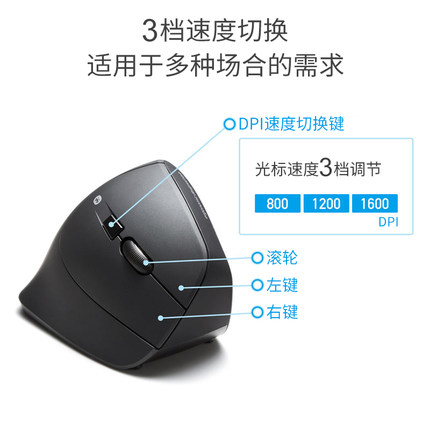 3档速度切换
适用于多种场合的需求
DPI速度切换键
光标速度3档调节
800 1200 1600
DPI
滚轮
左键
右键